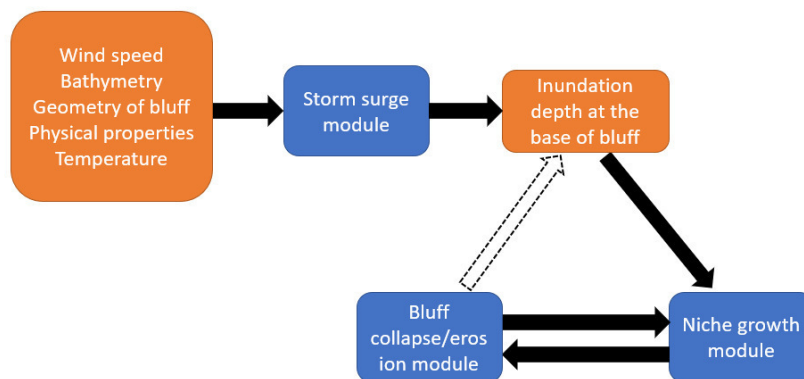 Wind speed
Bathymetry
Geometry of bluff
Physical properties
Temperature
Storm surge
module
Inundation
depth at the
base of bluff
Bluff
collapse/eros
ion module
Niche growth
module